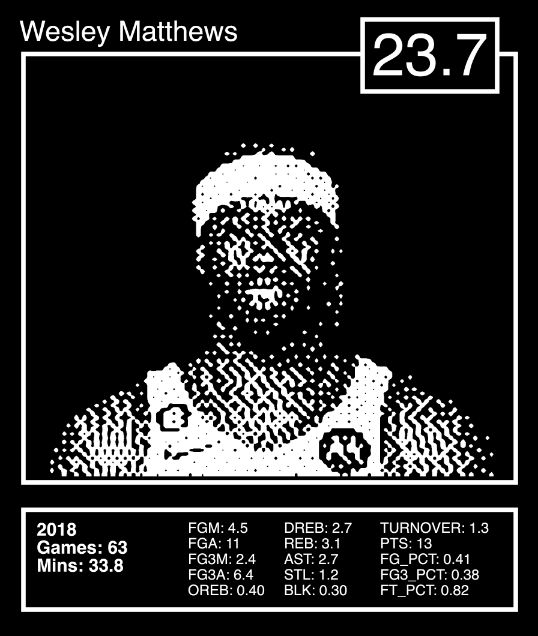 Wesley Matthews
23.7
2018
Games: 63
Mins: 33.8
FGM: 4.5
FGA: 11
FG3M: 2.4
FG3A: 6.4
OREB: 0.40
DREB: 2.7
REB: 3.1
AST: 2.7
STL: 1.2
BLK: 0.30
TURNOVER: 1.3
PTS: 13
FG_PCT: 0.41
FG3_PCT: 0.38
FT_PCT: 0.82